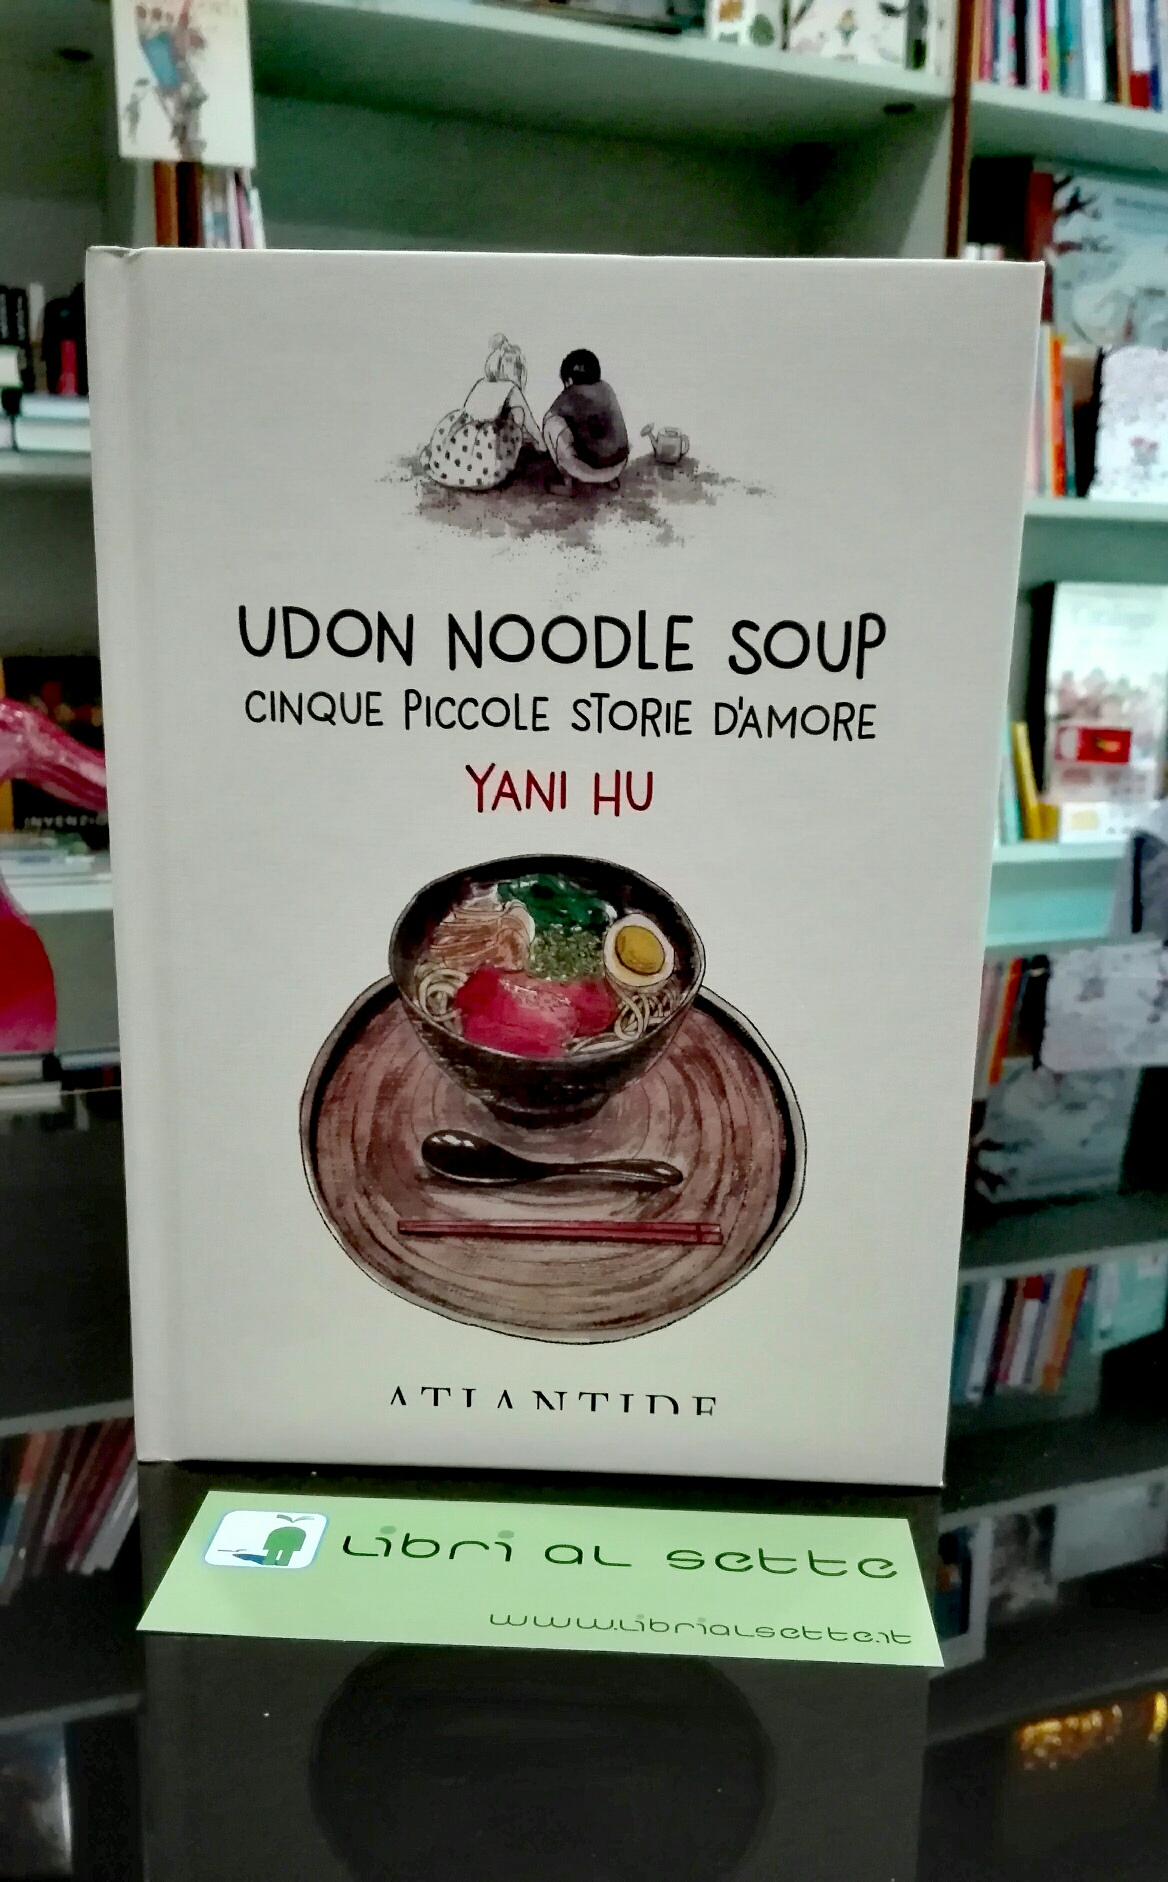 UDON NOODLE SOUP
CINQUE PICCOLE STORIE D'AMORE
YANI HU
ATLANTIDE
Libri al sette
www.librialsette.it